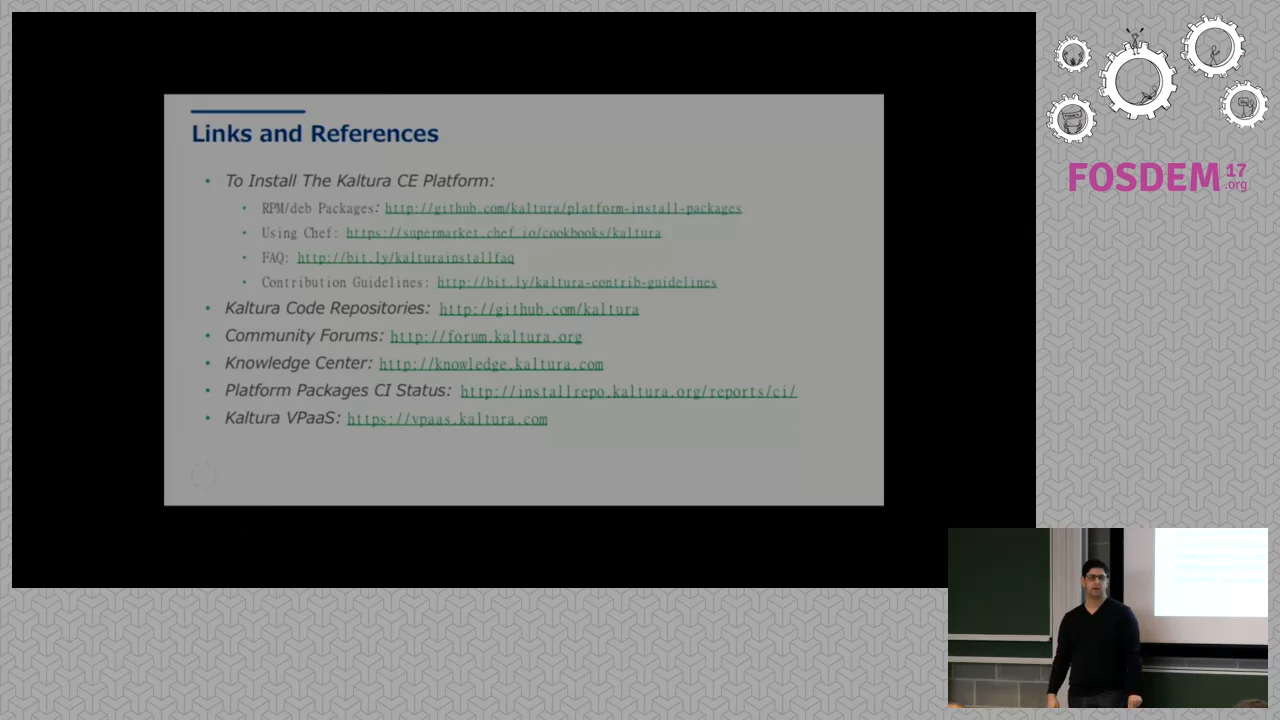 Links and References
• To Install The Kaltura CE Platform:
• RPM/deb Packages: http://github.com/kaltura/platform-install-packages
• Using Chef: https://supermarket.chef.io/cookbooks/kaltura
• FAQ: http://bit.ly/kalturainstallfaq
• Contribution Guidelines: http://bit.ly/kaltura-contrib-guidelines
• Kaltura Code Repositories: http://github.com/kaltura
• Community Forums: http://forum.kaltura.org
• Knowledge Center: http://knowledge.kaltura.com
• Platform Packages CI Status: http://installrepo.kaltura.org/reports/ci/
• Kaltura VPaaS: https://vpaas.kaltura.com
FOSDEM 17
.org